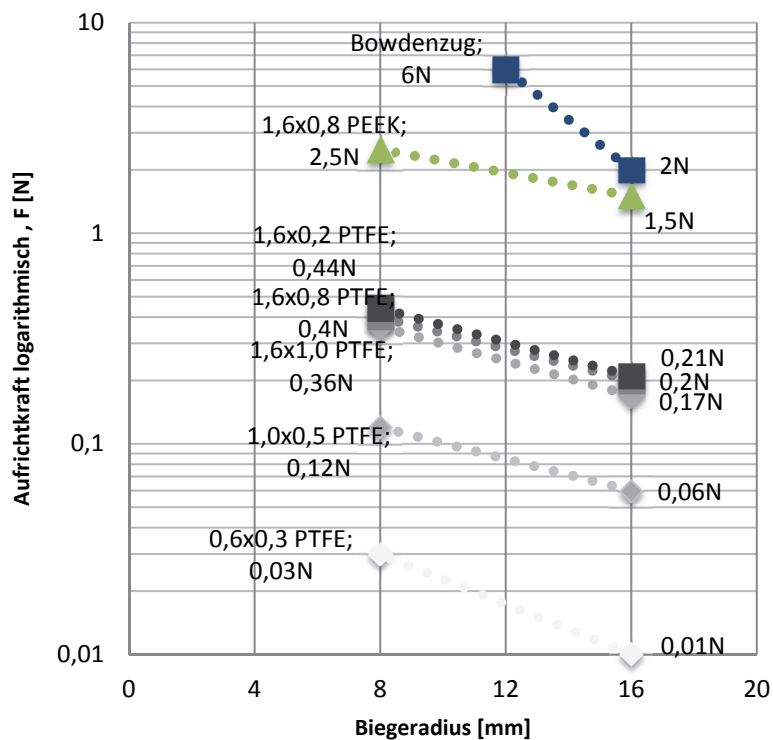 10
Bowdenzug;
6N
1,6x0,8 PEEK;
2,5N
2N
1,5N
1
1,6x0,2 PTFE;
0,44N
1,6x0,8 PTFE;
0,4N
1,6x1,0 PTFE;
0,36N
0,21N
0,2N
0,17N
0,1
1,0x0,5 PTFE;
0,12N
0,06N
0,6x0,3 PTFE;
0,03N
0,01N
0,01
0 4 8 12 16 20
Biegeradius [mm]
Aufrichtkraft logarithmisch , F [N]